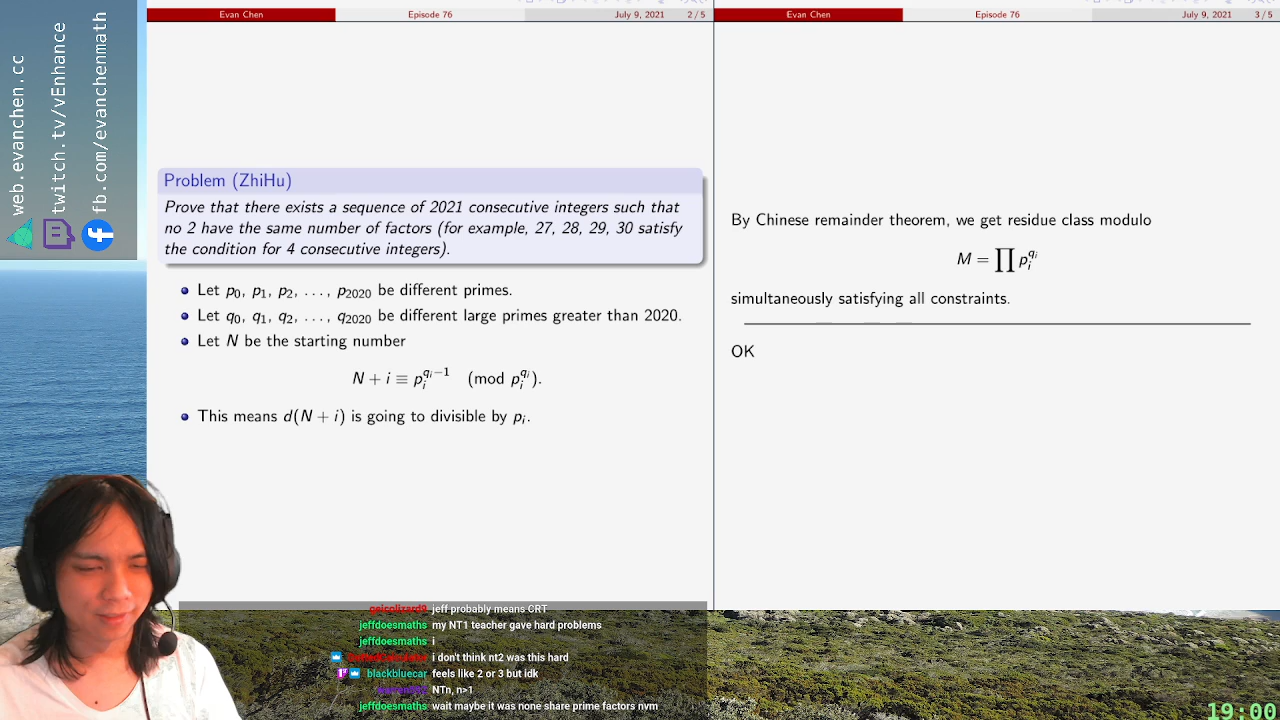 web.evanchen.cc
twitch.tv/vEnhance
fb.com/evanchenmath
Evan Chen Episode 76 July 9, 2021 2 / 5
Problem (ZhiHu)
Prove that there exists a sequence of 2021 consecutive integers such that
no 2 have the same number of factors (for example, 27, 28, 29, 30 satisfy
the condition for 4 consecutive integers).
Let p₀, p₁, p₂, ..., p₂₀₂₀ be different primes.
Let q₀, q₁, q₂, ..., q₂₀₂₀ be different large primes greater than 2020.
Let N be the starting number
N + i ≡ p_i^{q_i−1} (mod p_i^{q_i}).
This means d(N + i) is going to divisible by p_i.
Evan Chen Episode 76 July 9, 2021 3 / 5
By Chinese remainder theorem, we get residue class modulo
M = ∏ p_i^{q_i}
simultaneously satisfying all constraints.
OK
jeff probably means CRT
jeffdoesmaths my NT1 teacher gave hard problems
jeffdoesmaths i
i don't think nt2 was this hard
blackbluecar feels like 2 or 3 but idk
NTn, n>1
jeffdoesmaths wait maybe it was none share prime factors nvm
19:00